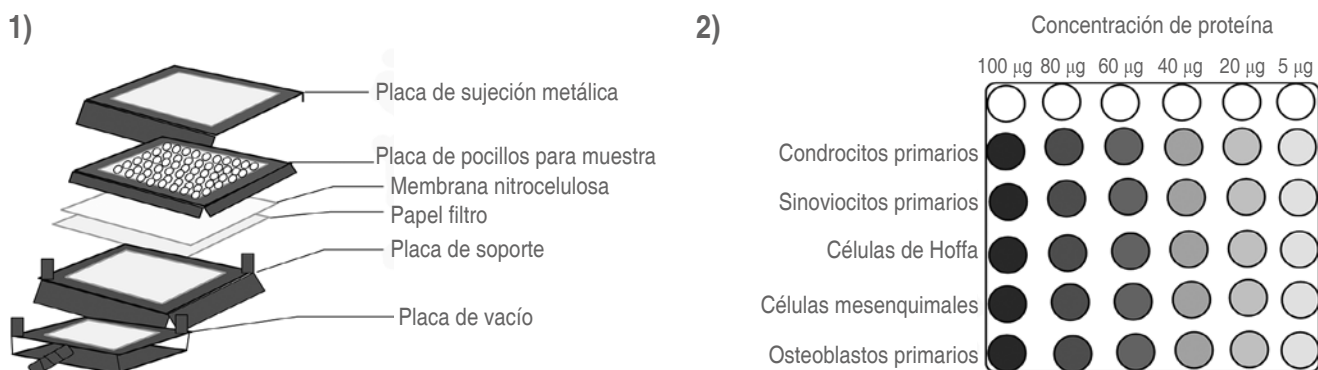 1)
Placa de sujeción metálica
Placa de pocillos para muestra
Membrana nitrocelulosa
Papel filtro
Placa de soporte
Placa de vacío
2)
Concentración de proteína
100 μg 80 μg 60 μg 40 μg 20 μg 5 μg
Condrocitos primarios
Sinoviocitos primarios
Células de Hoffa
Células mesenquimales
Osteoblastos primarios